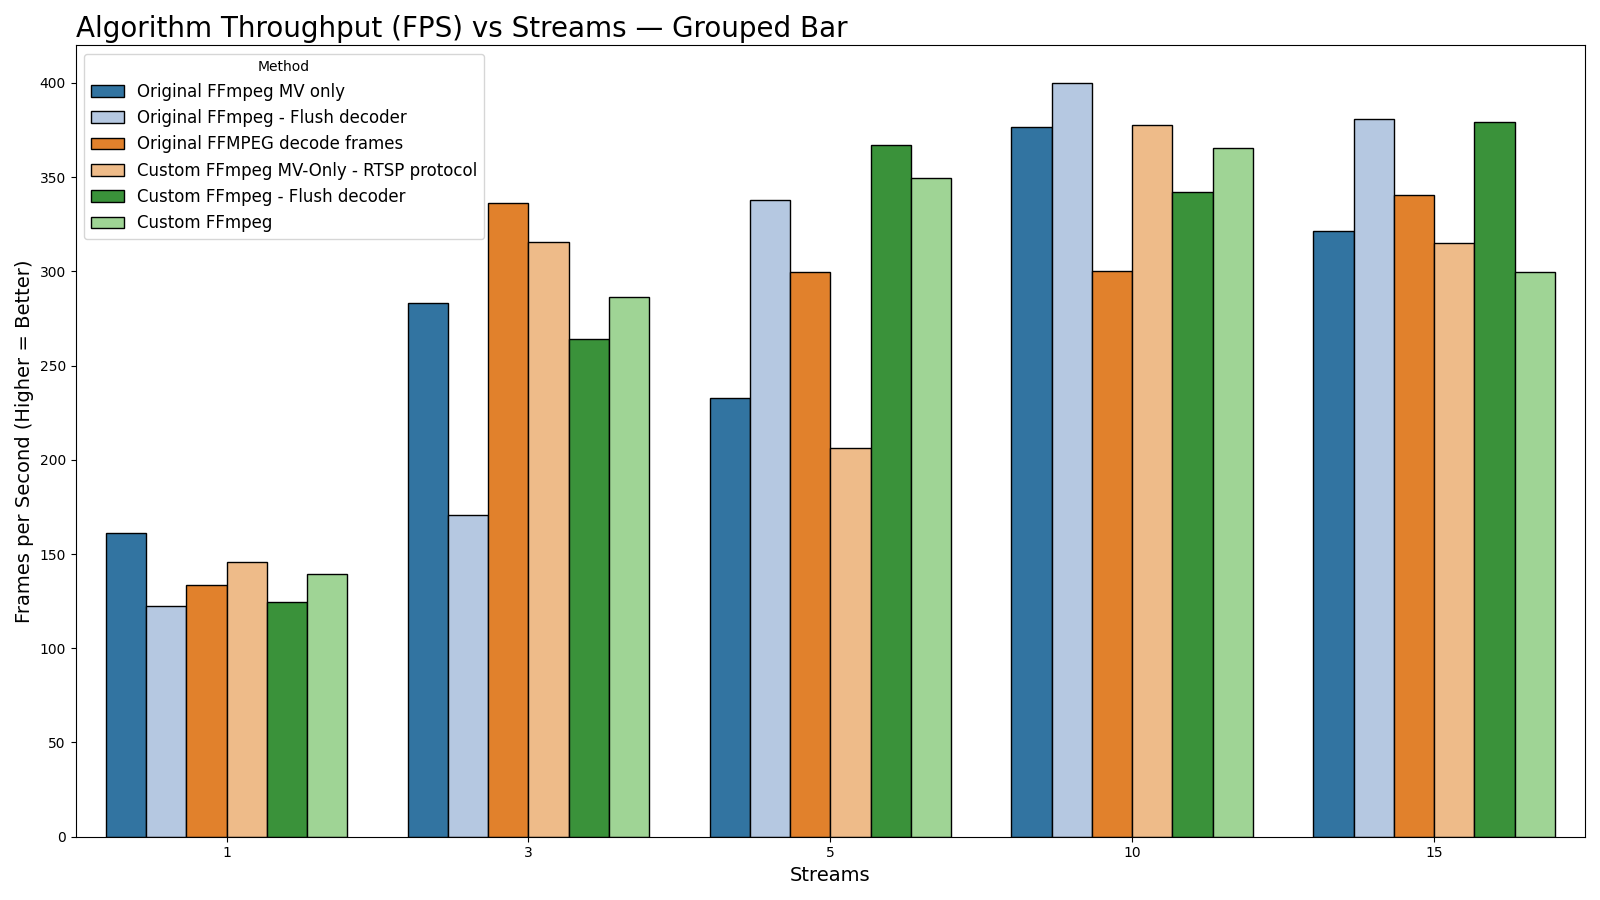 Algorithm Throughput (FPS) vs Streams — Grouped Bar
Method
Original FFmpeg MV only
Original FFmpeg - Flush decoder
Original FFMPEG decode frames
Custom FFmpeg MV-Only - RTSP protocol
Custom FFmpeg - Flush decoder
Custom FFmpeg
Frames per Second (Higher = Better)
400
350
300
250
200
150
100
50
0
1 3 5 10 15
Streams